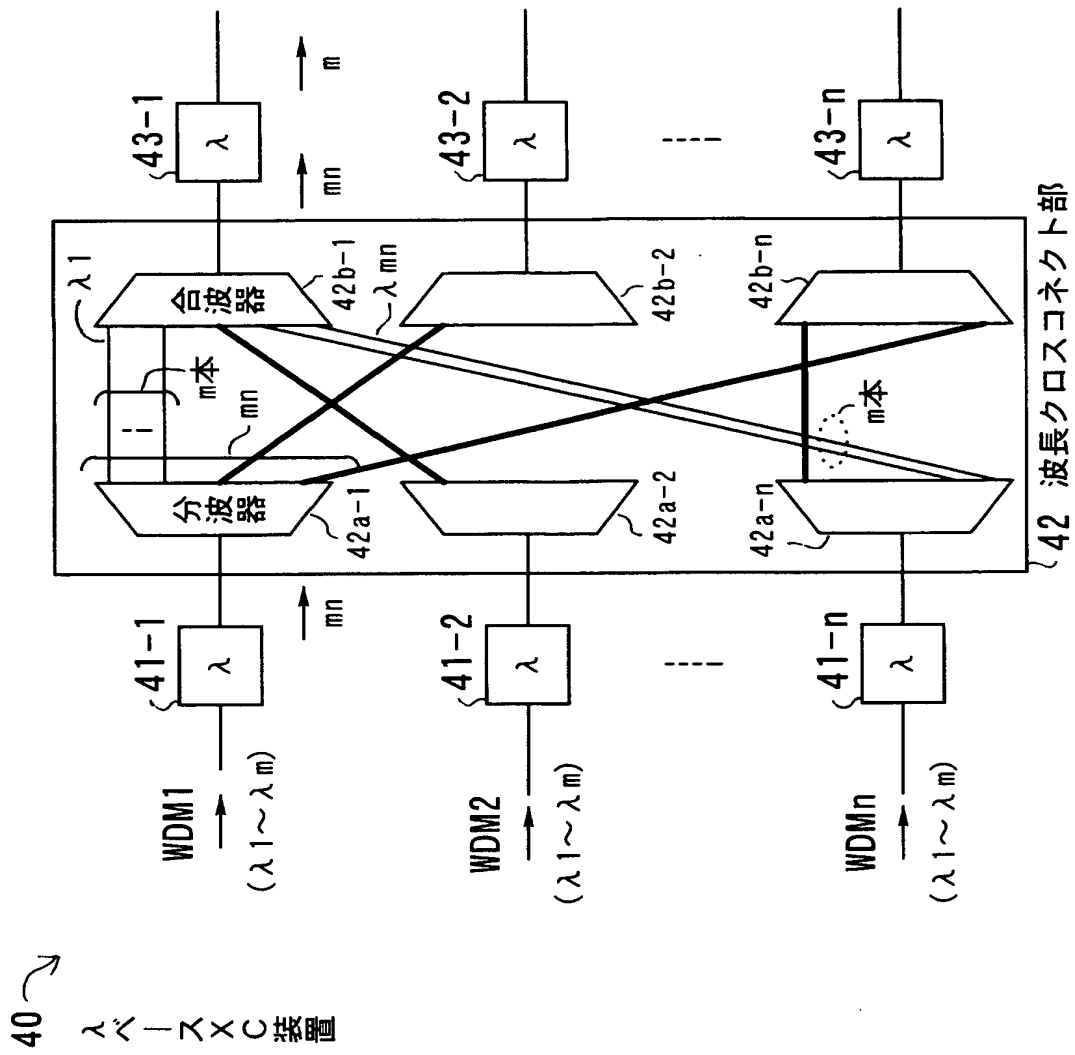 40
λベースXC装置
WDM1
(λ1~λm)
41-1
λ
mn
分波器
42a-1
mn
m本
λ1
合波器
42b-1
λmn
mn
43-1
λ
m
WDM2
(λ1~λm)
41-2
λ
42a-2
42b-2
43-2
λ
WDMn
(λ1~λm)
41-n
λ
42a-n
m本
42b-n
43-n
λ
42 波長クロスコネクト部